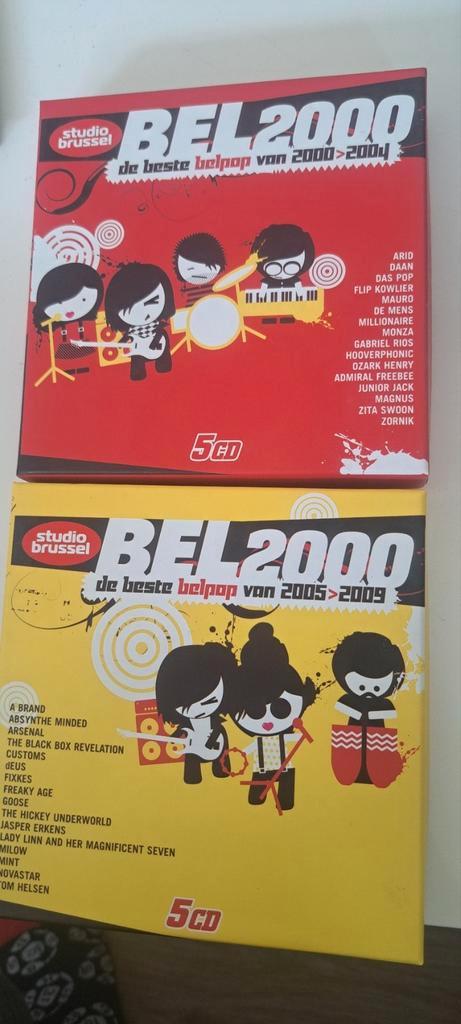 studio
brussel
BEL2000
de beste belpop van 2000>2004
ARID
DAAN
DAS POP
FLIP KOWLIER
MAURO
DE MENS
MILLIONAIRE
MONZA
GABRIEL RIOS
HOOVERPHONIC
OZARK HENRY
ADMIRAL FREEBEE
JUNIOR JACK
MAGNUS
ZITA SWOON
ZORNIK
5CD
studio
brussel
BEL2000
de beste belpop van 2005>2009
A BRAND
ABSYNTHE MINDED
ARSENAL
THE BLACK BOX REVELATION
CUSTOMS
dEUS
FIXKES
FREAKY AGE
GOOSE
THE HICKEY UNDERWORLD
JASPER ERKENS
LADY LINN AND HER MAGNIFICENT SEVEN
MILOW
MINT
NOVASTAR
TOM HELSEN
5CD